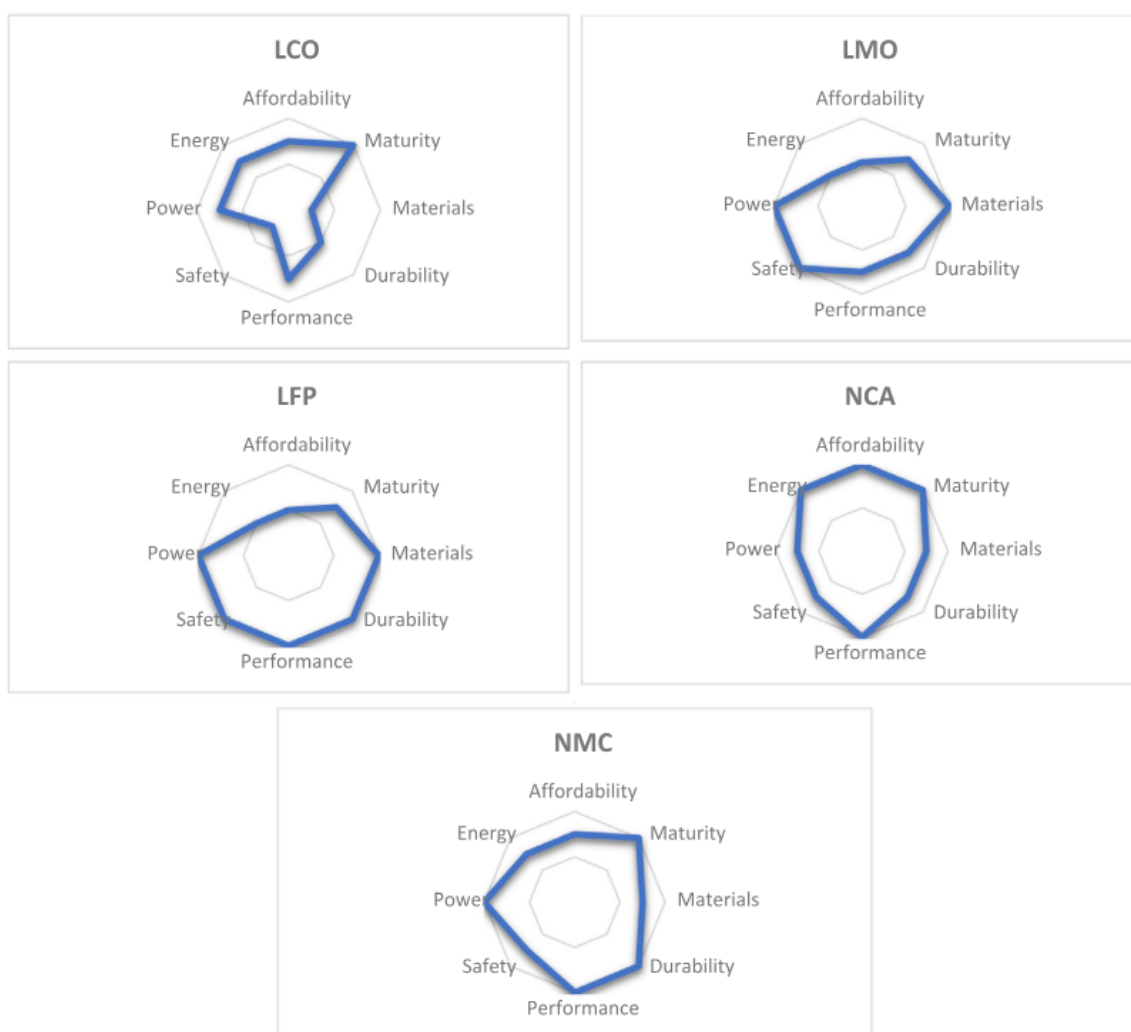 LCO
Affordability
Energy
Maturity
Power
Materials
Safety
Durability
Performance
LMO
Affordability
Energy
Maturity
Power
Materials
Safety
Durability
Performance
LFP
Affordability
Energy
Maturity
Power
Materials
Safety
Durability
Performance
NCA
Affordability
Energy
Maturity
Power
Materials
Safety
Durability
Performance
NMC
Affordability
Energy
Maturity
Power
Materials
Safety
Durability
Performance